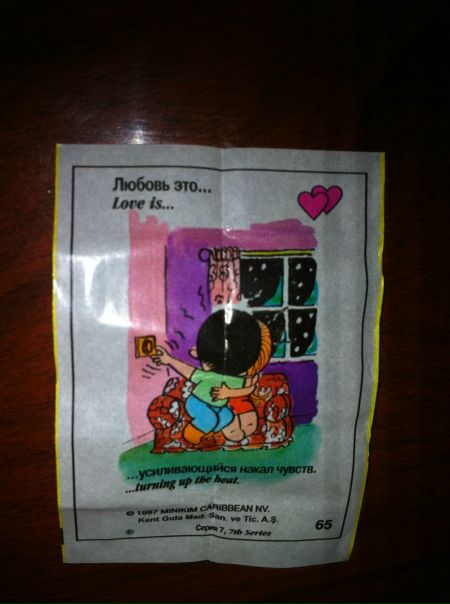 Любовь это...
Love is...
...усиливающийся накал чувств.
...turning up the heat.
© 1997 MINIKIM CARIBBEAN NV.
Kent Gıda Mad. San. ve Tic. A.Ş.
® Серия 7, 7th Series
65